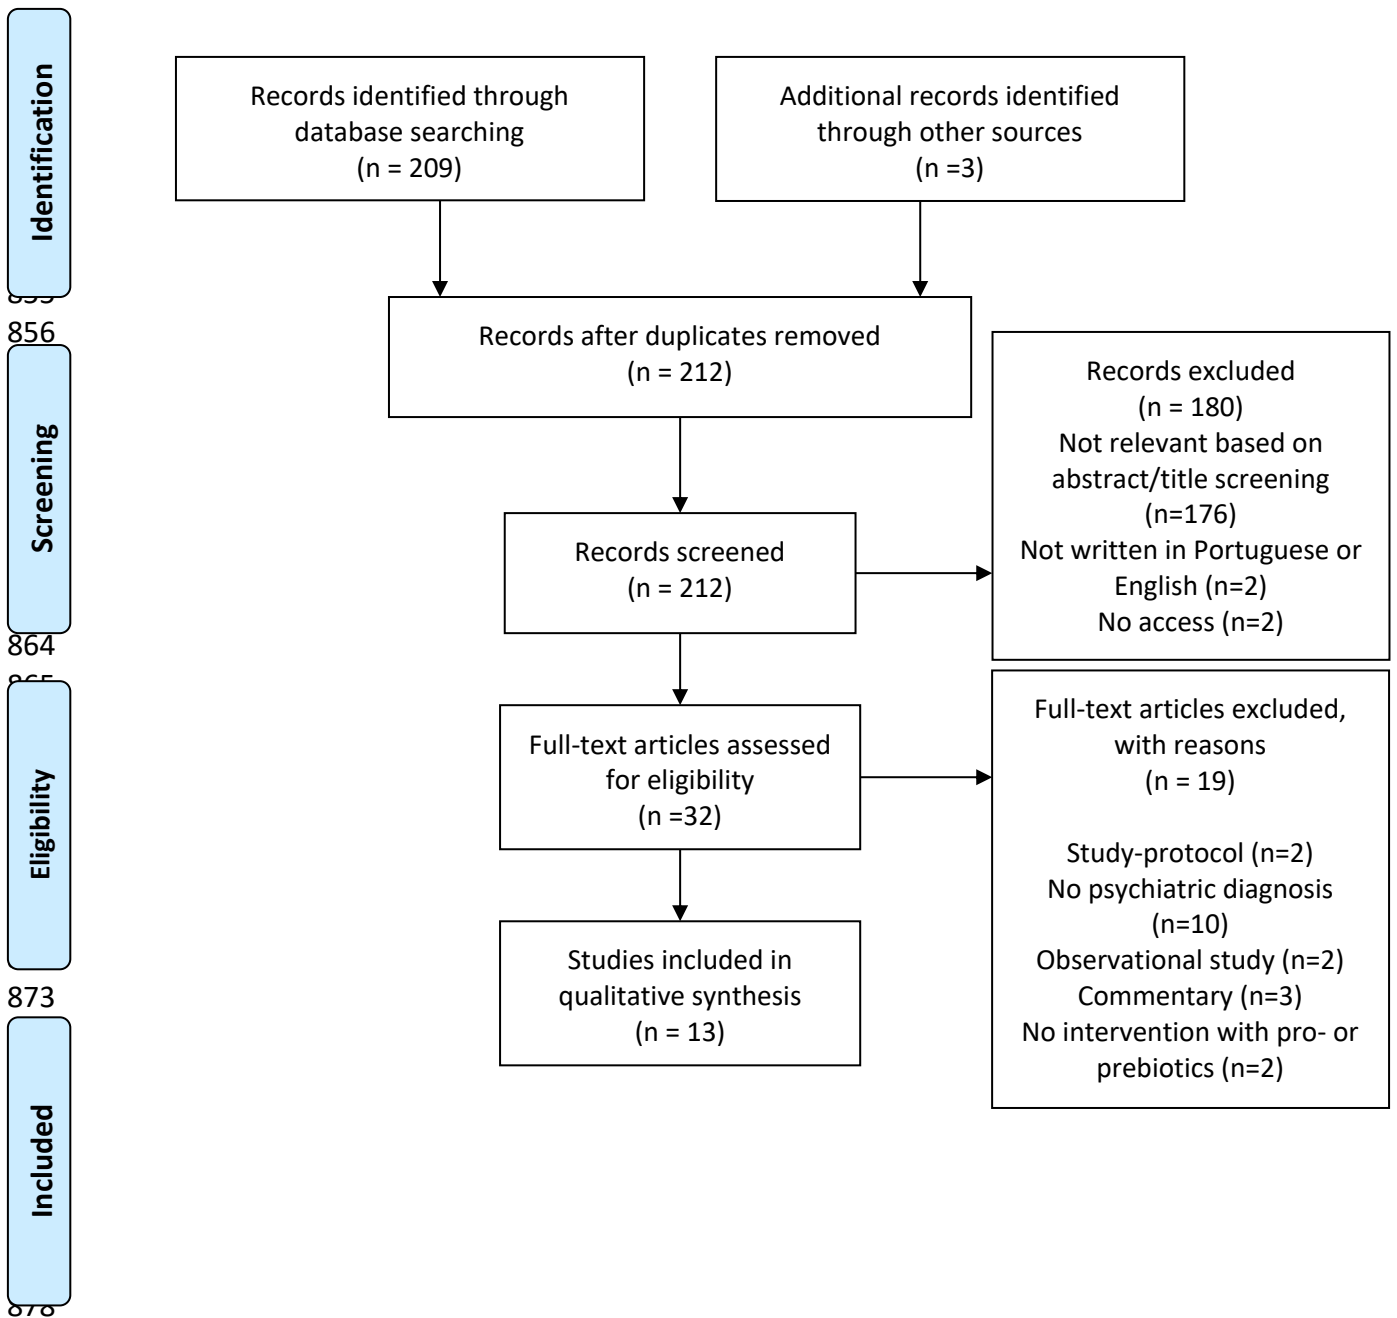 Identification
Records identified through
database searching
(n = 209)
Additional records identified
through other sources
(n =3)
856
Records after duplicates removed
(n = 212)
Screening
Records screened
(n = 212)
Records excluded
(n = 180)
Not relevant based on
abstract/title screening
(n=176)
Not written in Portuguese or
English (n=2)
No access (n=2)
864
Eligibility
Full-text articles assessed
for eligibility
(n =32)
Full-text articles excluded,
with reasons
(n = 19)
Study-protocol (n=2)
No psychiatric diagnosis
(n=10)
Observational study (n=2)
Commentary (n=3)
No intervention with pro- or
prebiotics (n=2)
873
Included
Studies included in
qualitative synthesis
(n = 13)